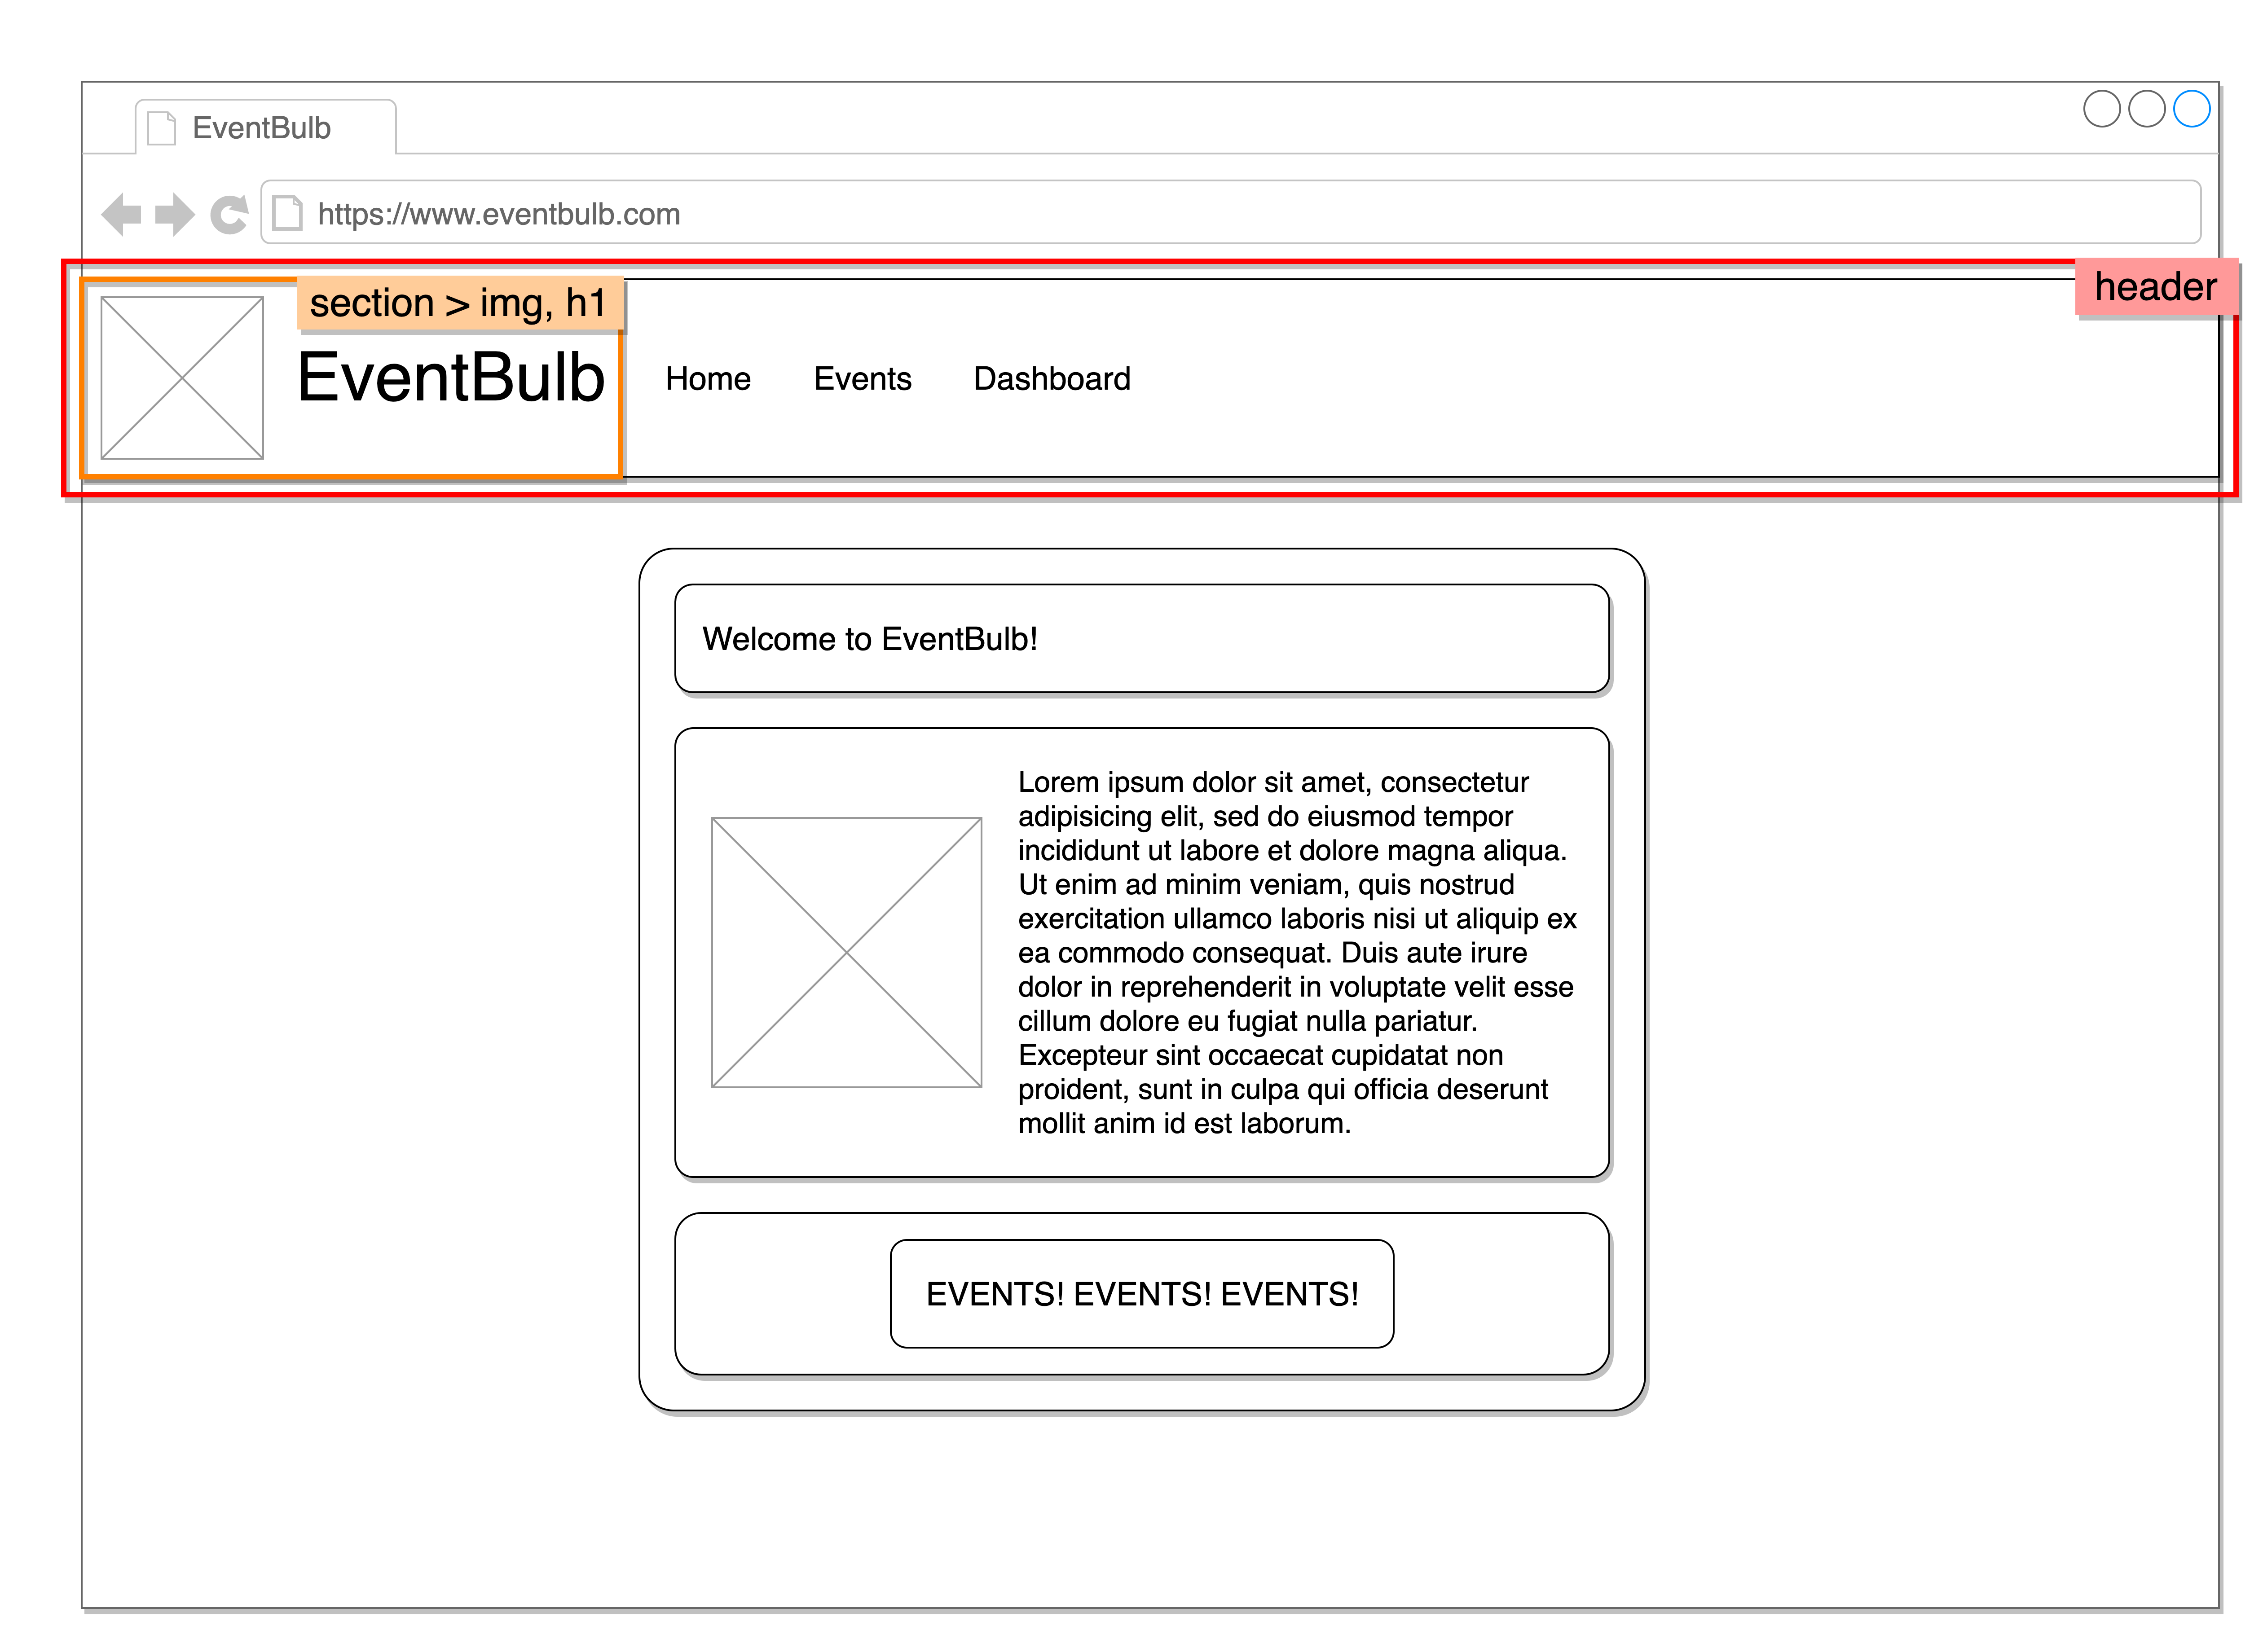 EventBulb
https://www.eventbulb.com
header
section > img, h1
EventBulb
Home Events Dashboard
Welcome to EventBulb!
Lorem ipsum dolor sit amet, consectetur
adipisicing elit, sed do eiusmod tempor
incididunt ut labore et dolore magna aliqua.
Ut enim ad minim veniam, quis nostrud
exercitation ullamco laboris nisi ut aliquip ex
ea commodo consequat. Duis aute irure
dolor in reprehenderit in voluptate velit esse
cillum dolore eu fugiat nulla pariatur.
Excepteur sint occaecat cupidatat non
proident, sunt in culpa qui officia deserunt
mollit anim id est laborum.
EVENTS! EVENTS! EVENTS!